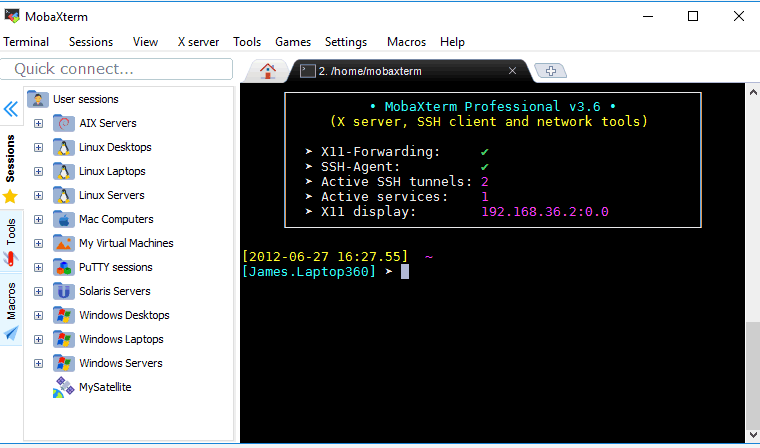 MobaXterm
Terminal Sessions View X server Tools Games Settings Macros Help
Quick connect...
2. /home/mobaxterm
Sessions
Tools
Macros
User sessions
AIX Servers
Linux Desktops
Linux Laptops
Linux Servers
Mac Computers
My Virtual Machines
PuTTY sessions
Solaris Servers
Windows Desktops
Windows Laptops
Windows Servers
MySatellite
• MobaXterm Professional v3.6 •
(X server, SSH client and network tools)
➤ X11-Forwarding: ✔
➤ SSH-Agent: ✔
➤ Active SSH tunnels: 2
➤ Active services: 1
➤ X11 display: 192.168.36.2:0.0
[2012-06-27 16:27.55] ~
[James.Laptop360] ➤